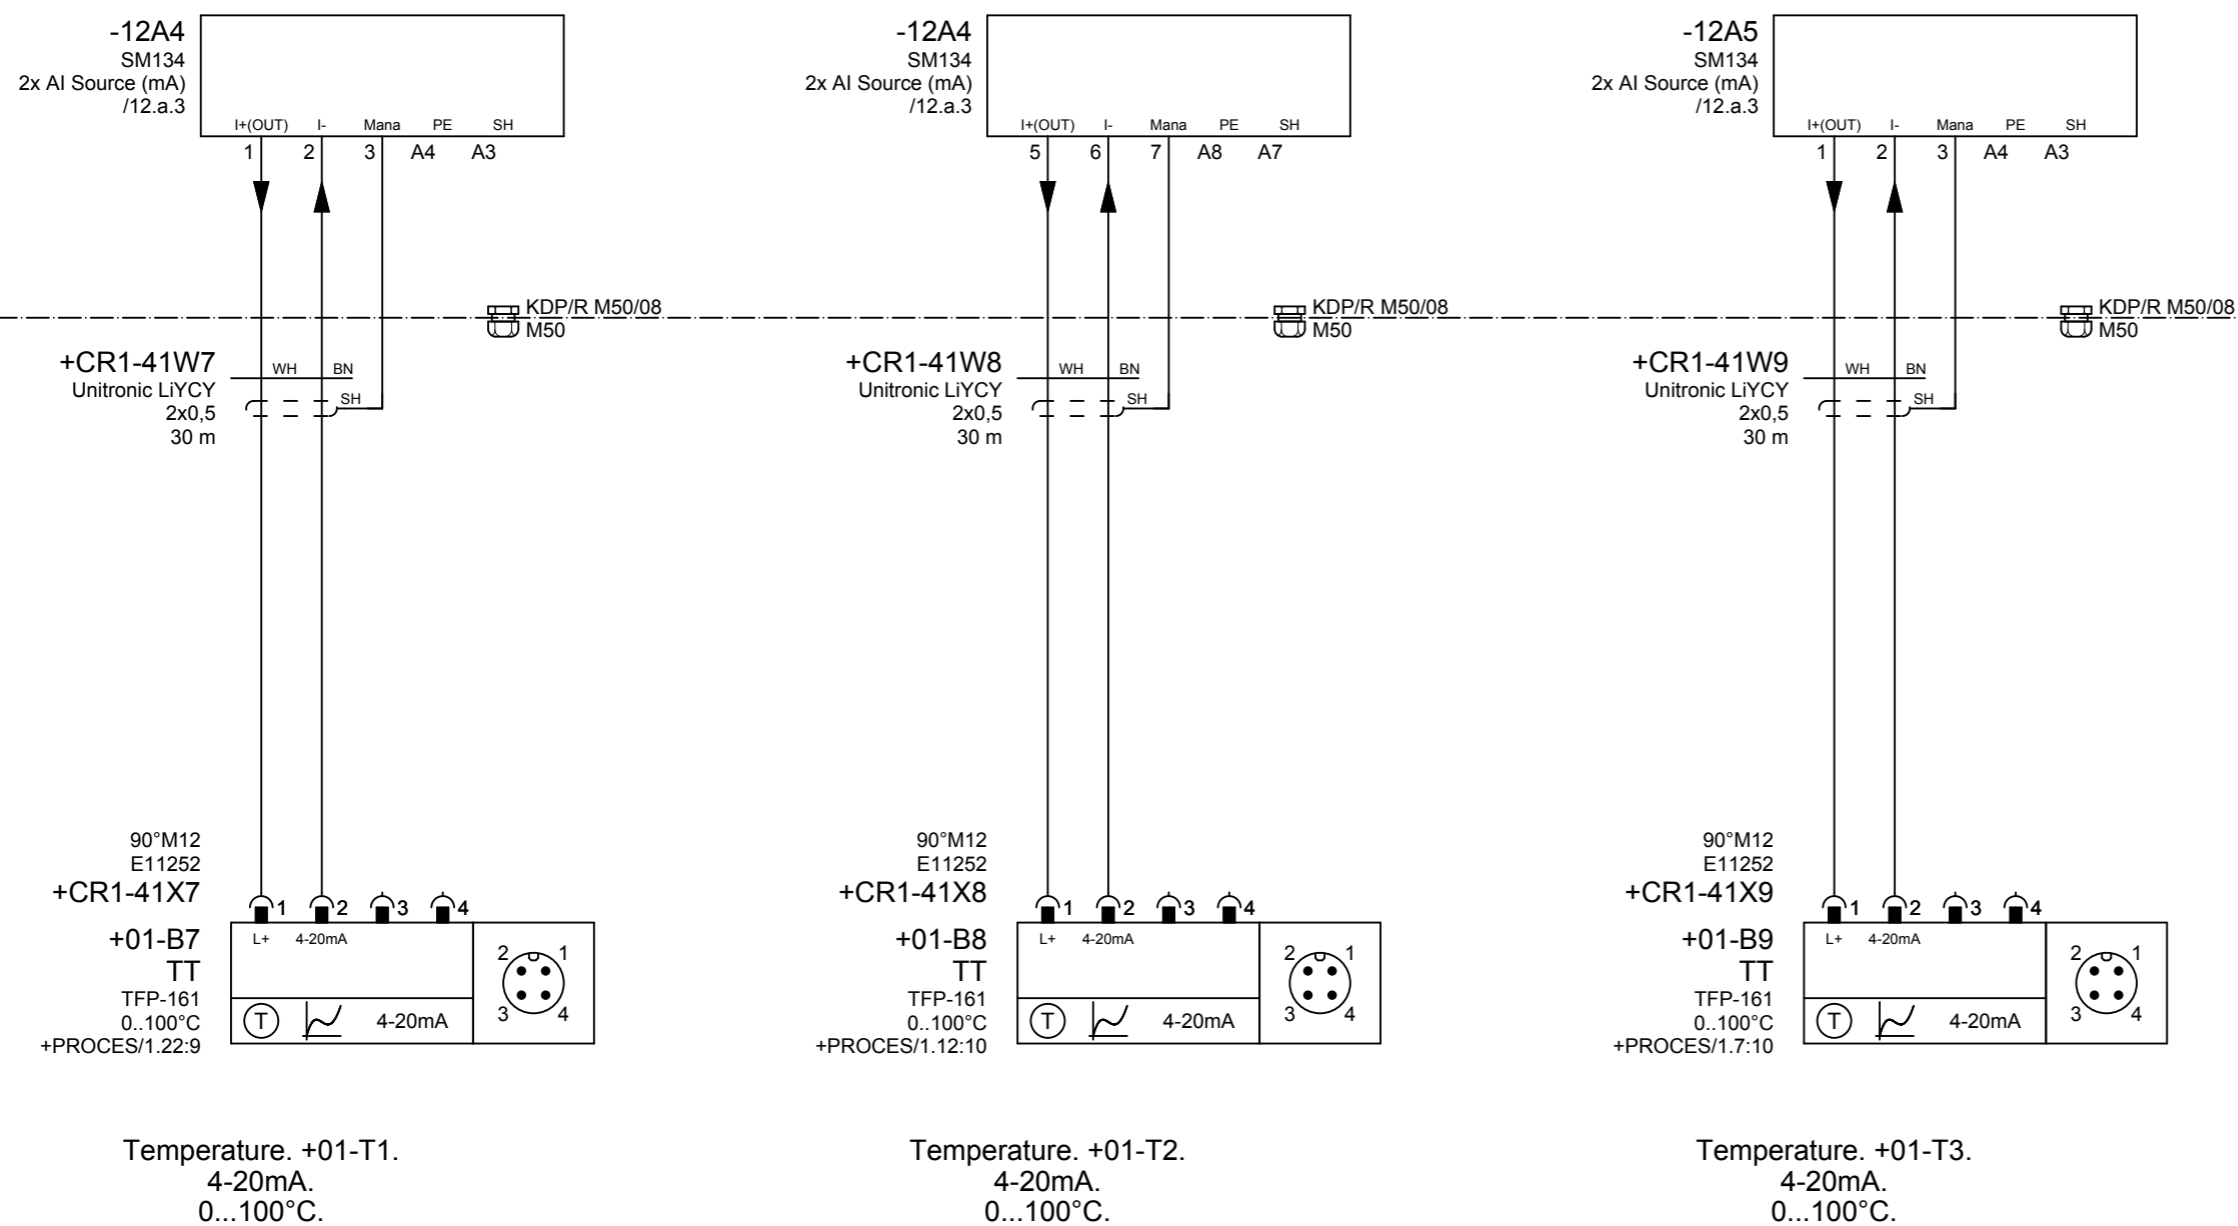 -12A4
SM134
2x AI Source (mA)
/12.a.3
I+(OUT) I- Mana PE SH
1 2 3 A4 A3
-12A4
SM134
2x AI Source (mA)
/12.a.3
I+(OUT) I- Mana PE SH
5 6 7 A8 A7
-12A5
SM134
2x AI Source (mA)
/12.a.3
I+(OUT) I- Mana PE SH
1 2 3 A4 A3
KDP/R M50/08
M50
KDP/R M50/08
M50
KDP/R M50/08
M50
+CR1-41W7
Unitronic LiYCY
2x0,5
30 m
WH BN
SH
+CR1-41W8
Unitronic LiYCY
2x0,5
30 m
WH BN
SH
+CR1-41W9
Unitronic LiYCY
2x0,5
30 m
WH BN
SH
90°M12
E11252
+CR1-41X7
1 2 3 4
+01-B7
TT
TFP-161
0..100°C
+PROCES/1.22:9
L+ 4-20mA
T 4-20mA
2 1
3 4
90°M12
E11252
+CR1-41X8
1 2 3 4
+01-B8
TT
TFP-161
0..100°C
+PROCES/1.12:10
L+ 4-20mA
T 4-20mA
2 1
3 4
90°M12
E11252
+CR1-41X9
1 2 3 4
+01-B9
TT
TFP-161
0..100°C
+PROCES/1.7:10
L+ 4-20mA
T 4-20mA
2 1
3 4
Temperature. +01-T1.
4-20mA.
0...100°C.
Temperature. +01-T2.
4-20mA.
0...100°C.
Temperature. +01-T3.
4-20mA.
0...100°C.